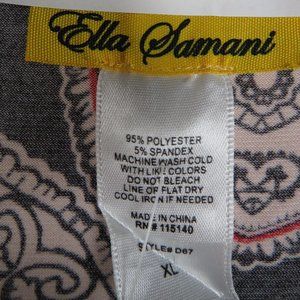 Ella Samani
95% POLYESTER
5% SPANDEX
MACHINE WASH COLD
WITH LIKE COLORS
DO NOT BLEACH
LINE OF FLAT DRY
COOL IRON IF NEEDED
MADE IN CHINA
RN# 115140
STYLE# D67
XL